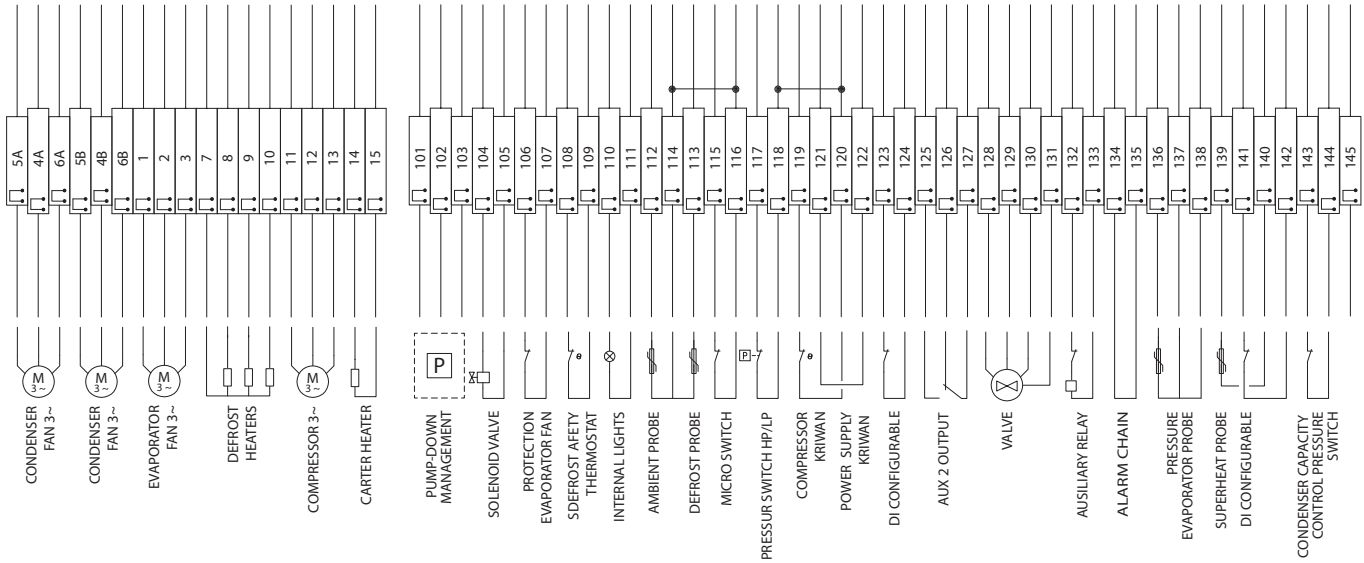 5A
4A
6A
5B
4B
6B
1
2
3
7
8
9
10
11
12
13
14
15
101
102
103
104
105
106
107
108
109
110
111
112
114
113
115
116
117
118
119
121
120
122
123
124
125
126
127
128
129
130
131
132
133
134
135
136
137
138
139
141
140
142
143
144
145
M
3~
M
3~
M
3~
M
3~
P
θ
P
θ
CONDENSER
FAN 3~
CONDENSER
FAN 3~
EVAPORATOR
FAN 3~
DEFROST
HEATERS
COMPRESSOR 3~
CARTER HEATER
PUMP-DOWN
MANAGEMENT
SOLENOID VALVE
PROTECTION
EVAPORATOR FAN
SDEFROST AFETY
THERMOSTAT
INTERNAL LIGHTS
AMBIENT PROBE
DEFROST PROBE
MICRO SWITCH
PRESSUR SWITCH HP/LP
COMPRESSOR
KRIWAN
POWER SUPPLY
KRIWAN
DI CONFIGURABLE
AUX 2 OUTPUT
VALVE
AUSILIARY RELAY
ALARM CHAIN
PRESSURE
EVAPORATOR PROBE
SUPERHEAT PROBE
DI CONFIGURABLE
CONDENSER CAPACITY
CONTROL PRESSURE
SWITCH